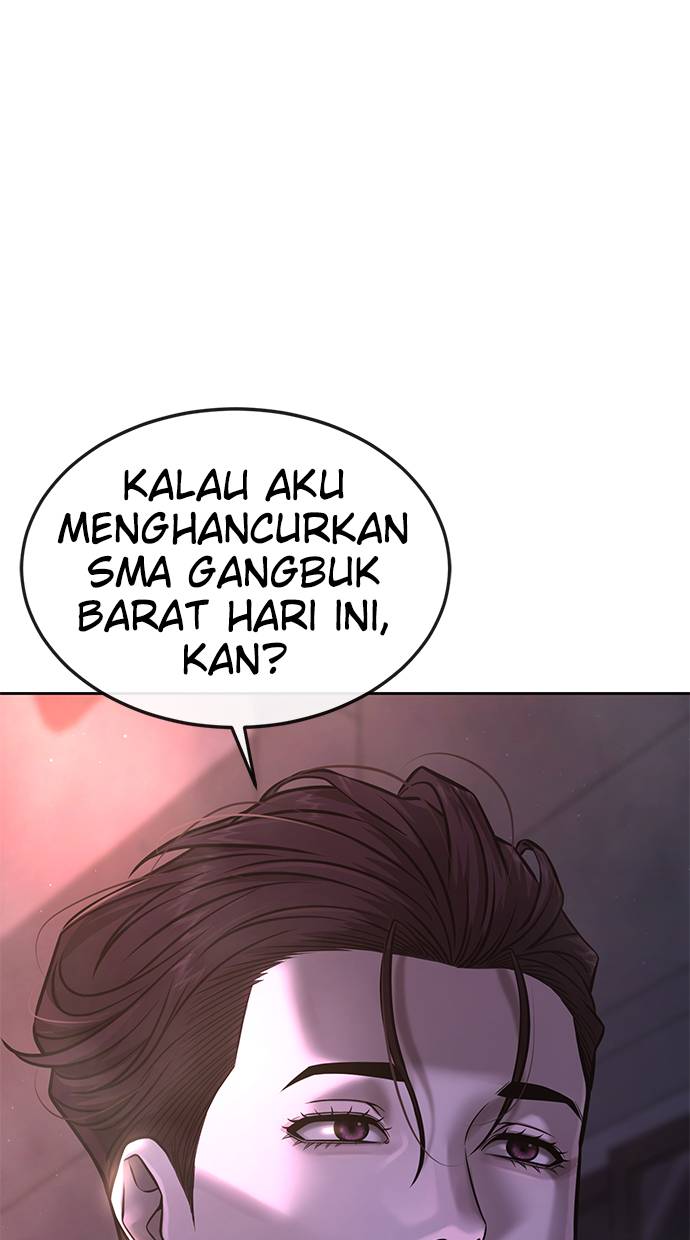 KALAU AKU
MENGHANCURKAN
SMA GANGBUK
BARAT HARI INI,
KAN?